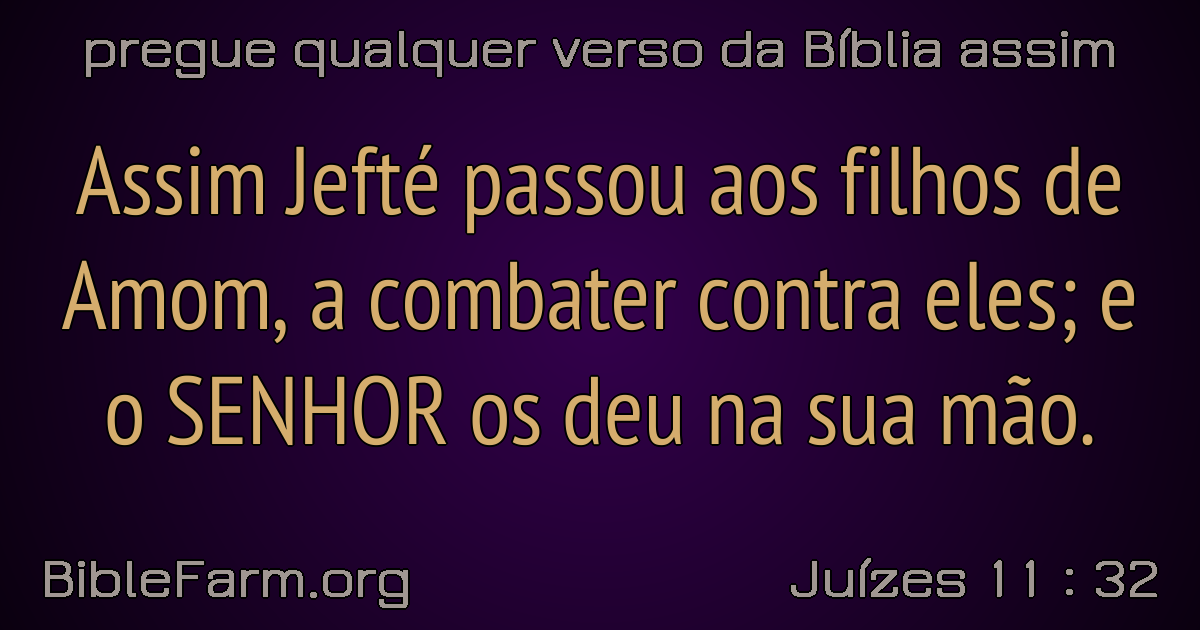 pregue qualquer verso da Bíblia assim
Assim Jefté passou aos filhos de
Amom, a combater contra eles; e
o SENHOR os deu na sua mão.
BibleFarm.org
Juízes 11 : 32